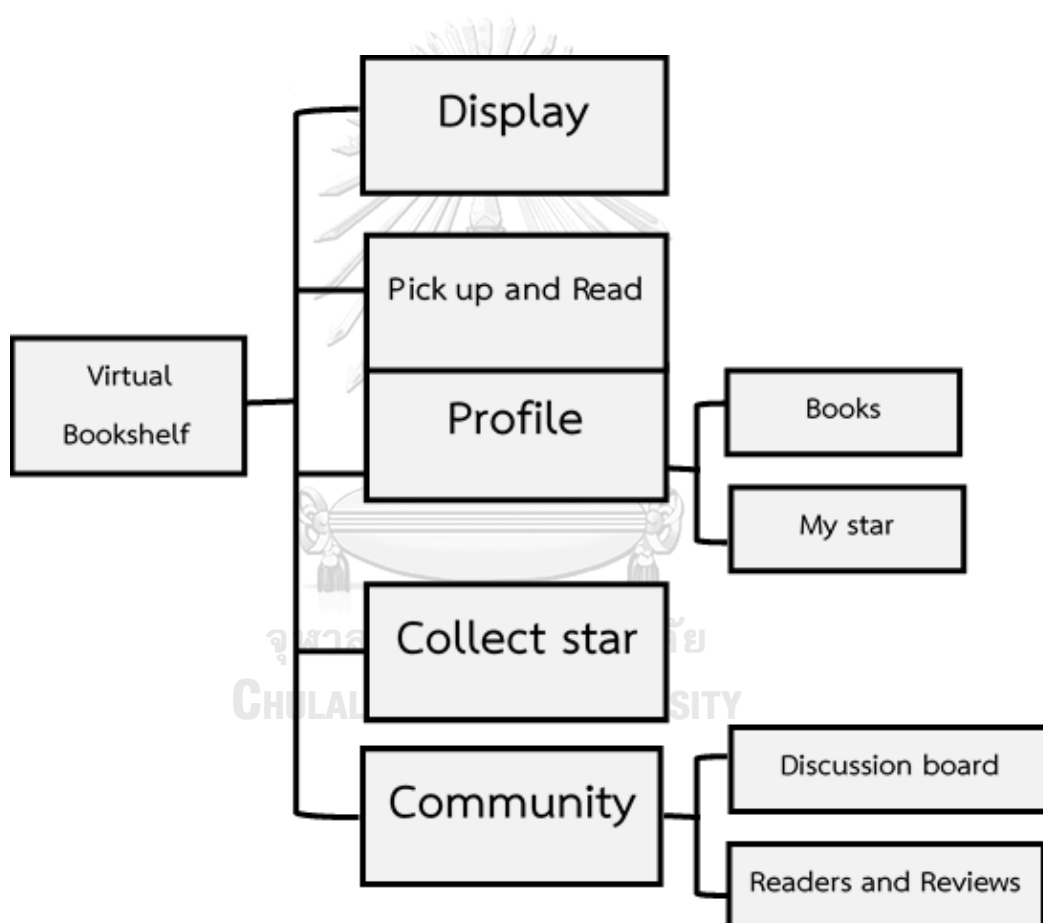 Display
Pick up and Read
Virtual
Bookshelf
Profile
Books
My star
Collect star
Community
Discussion board
Readers and Reviews